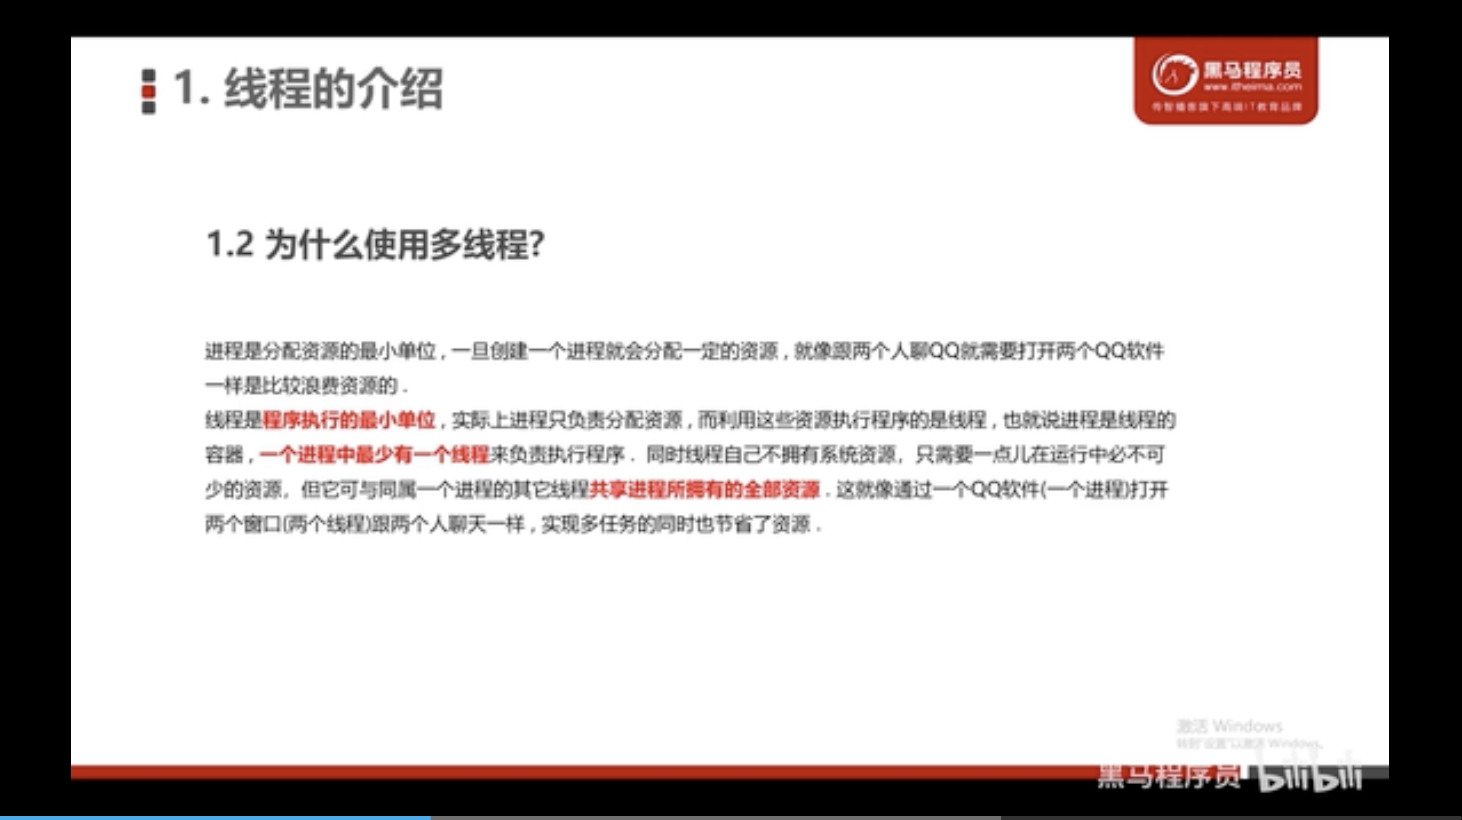 1. 线程的介绍
黑马程序员
www.itheima.com
传智播客旗下高端IT教育品牌
1.2 为什么使用多线程?
进程是分配资源的最小单位 , 一旦创建一个进程就会分配一定的资源 , 就像跟两个人聊QQ就需要打开两个QQ软件
一样是比较浪费资源的 .
线程是程序执行的最小单位 , 实际上进程只负责分配资源 , 而利用这些资源执行程序的是线程 , 也就说进程是线程的
容器 , 一个进程中最少有一个线程来负责执行程序 . 同时线程自己不拥有系统资源，只需要一点儿在运行中必不可
少的资源，但它可与同属一个进程的其它线程共享进程所拥有的全部资源 . 这就像通过一个QQ软件(一个进程)打开
两个窗口(两个线程)跟两个人聊天一样 , 实现多任务的同时也节省了资源 .
激活 Windows
转到"设置"以激活 Windows。
黑马程序员 bilibili